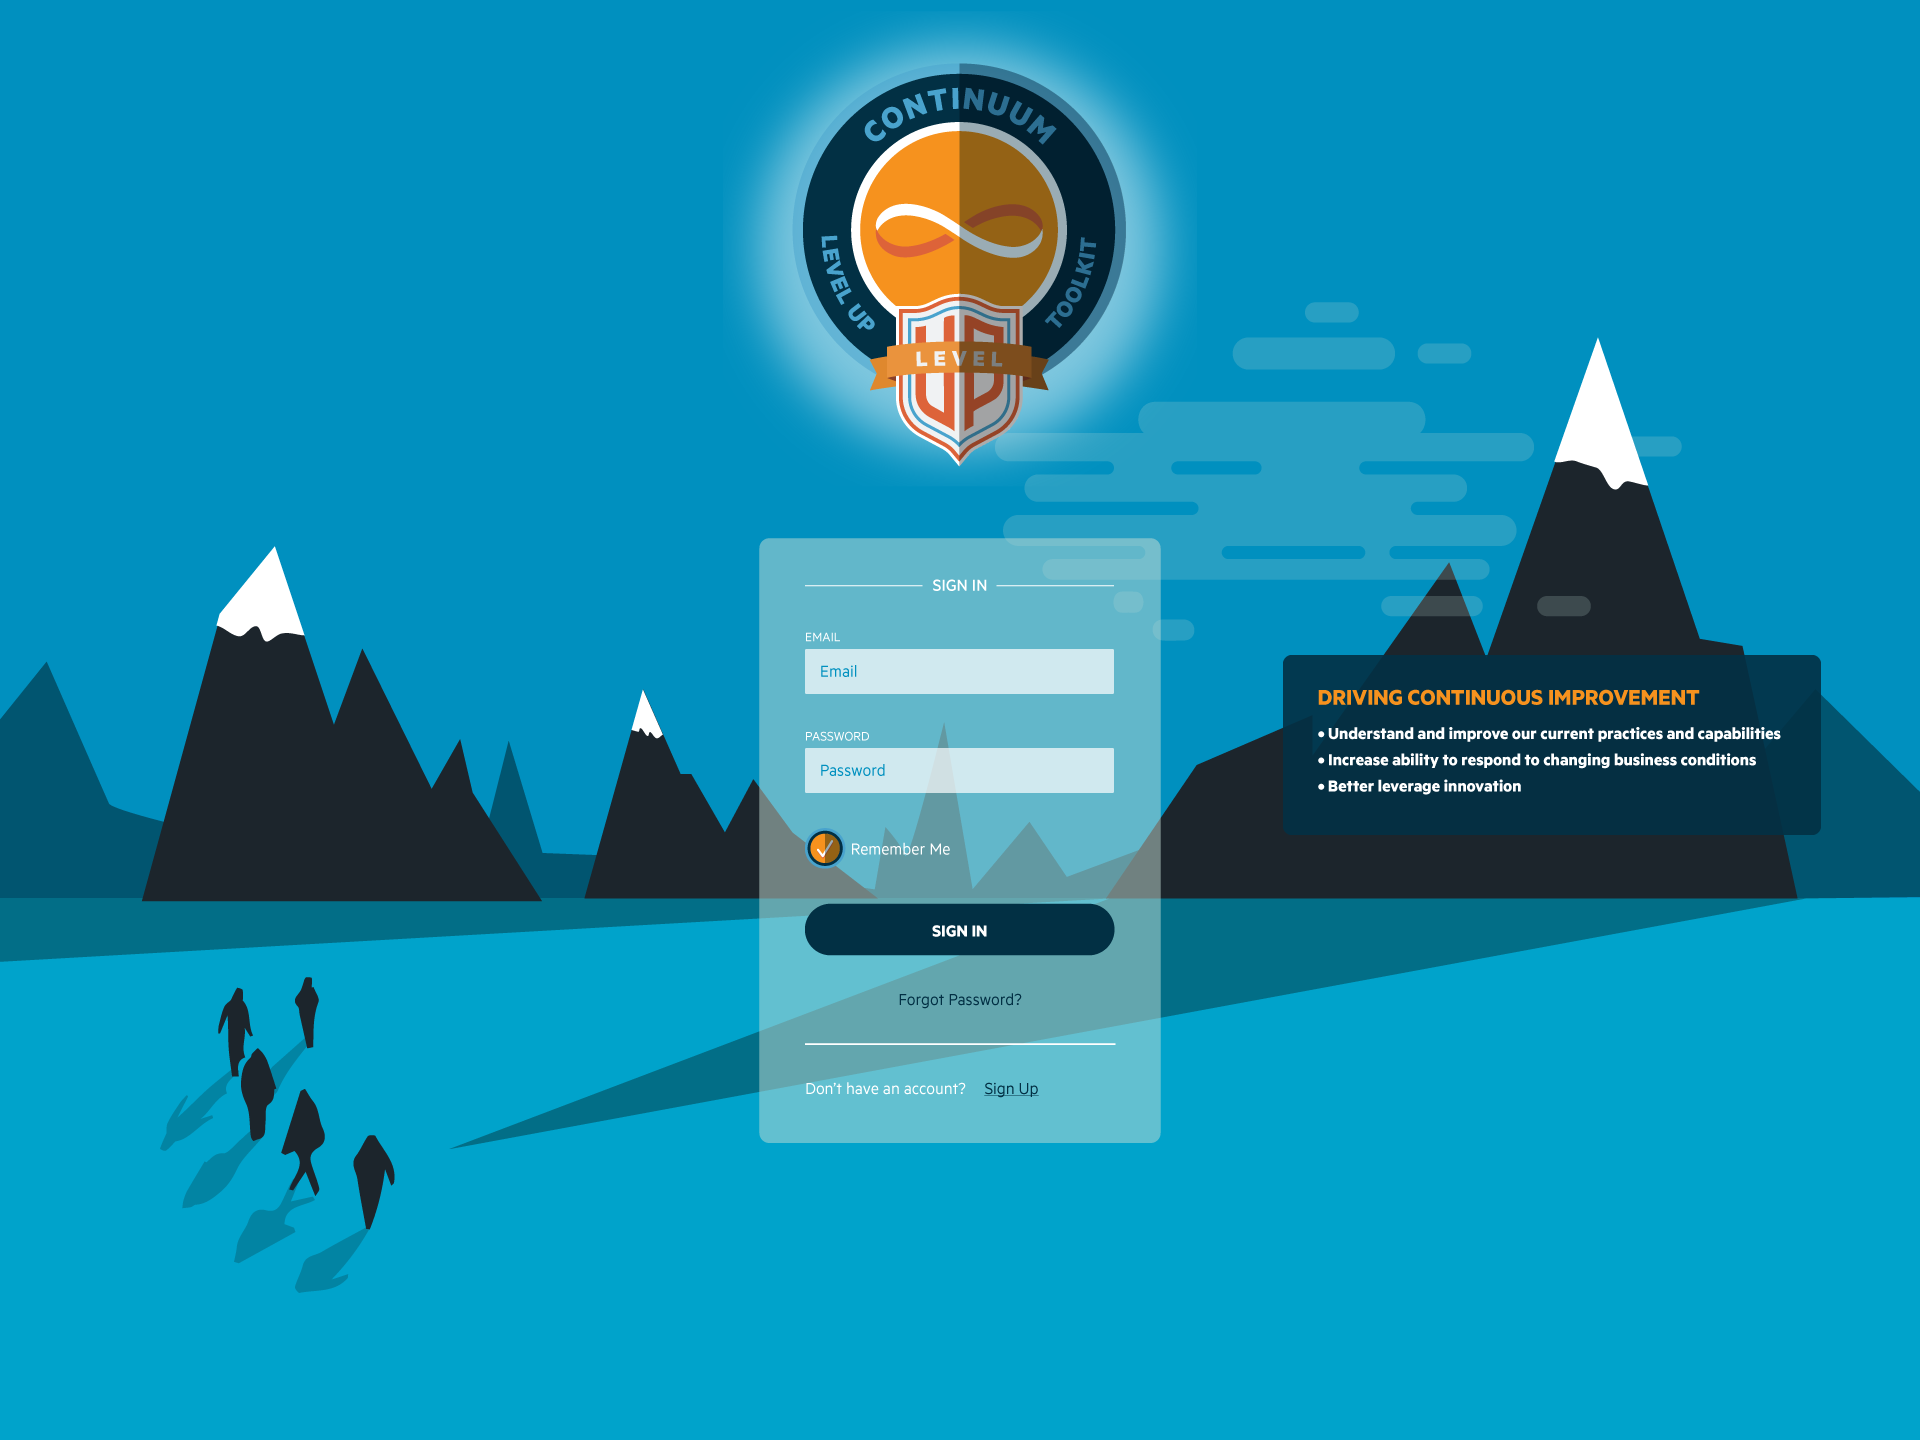 CONTINUUM
LEVEL UP
TOOLKIT
UP
LEVEL
SIGN IN
EMAIL
Email
PASSWORD
Password
Remember Me
SIGN IN
Forgot Password?
Don't have an account? Sign Up
DRIVING CONTINUOUS IMPROVEMENT
• Understand and improve our current practices and capabilities
• Increase ability to respond to changing business conditions
• Better leverage innovation